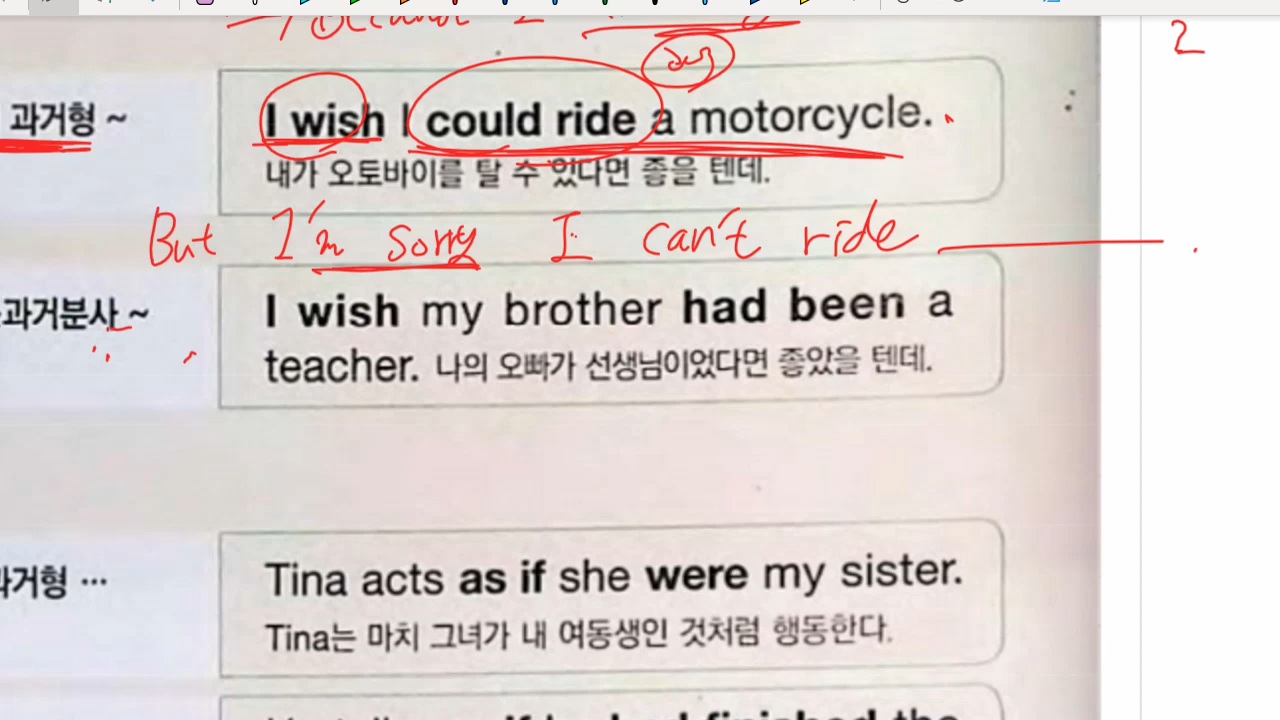 2
과거형 ~
I wish I could ride a motorcycle.
내가 오토바이를 탈 수 있다면 좋을 텐데.
But I'm sorry I can't ride
과거분사 ~
I wish my brother had been a
teacher. 나의 오빠가 선생님이었다면 좋았을 텐데.
과거형 ···
Tina acts as if she were my sister.
Tina는 마치 그녀가 내 여동생인 것처럼 행동한다.
had finished the